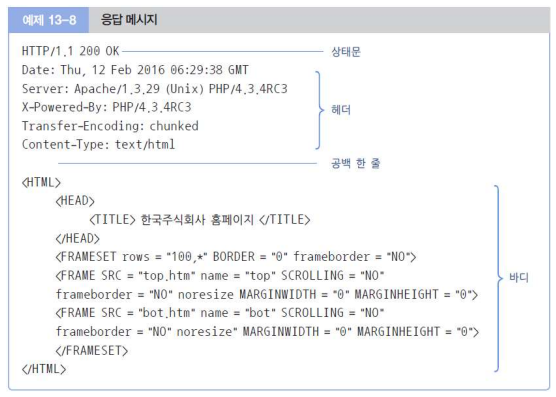 예제 13-8 응답 메시지
HTTP/1.1 200 OK 상태문
Date: Thu, 12 Feb 2016 06:29:38 GMT
Server: Apache/1.3.29 (Unix) PHP/4.3.4RC3
X-Powered-By: PHP/4.3.4RC3
헤더
Transfer-Encoding: chunked
Content-Type: text/html
공백 한 줄
<HTML>
<HEAD>
<TITLE> 한국주식회사 홈페이지 </TITLE>
</HEAD>
<FRAMESET rows = "100,*" BORDER = "0" frameborder = "NO">
<FRAME SRC = "top.htm" name = "top" SCROLLING = "NO"
바디
frameborder = "NO" noresize MARGINWIDTH = "0" MARGINHEIGHT = "0">
<FRAME SRC = "bot.htm" name = "bot" SCROLLING = "NO"
frameborder = "NO" noresize" MARGINWIDTH = "0" MARGINHEIGHT = "0">
</FRAMESET>
</HTML>